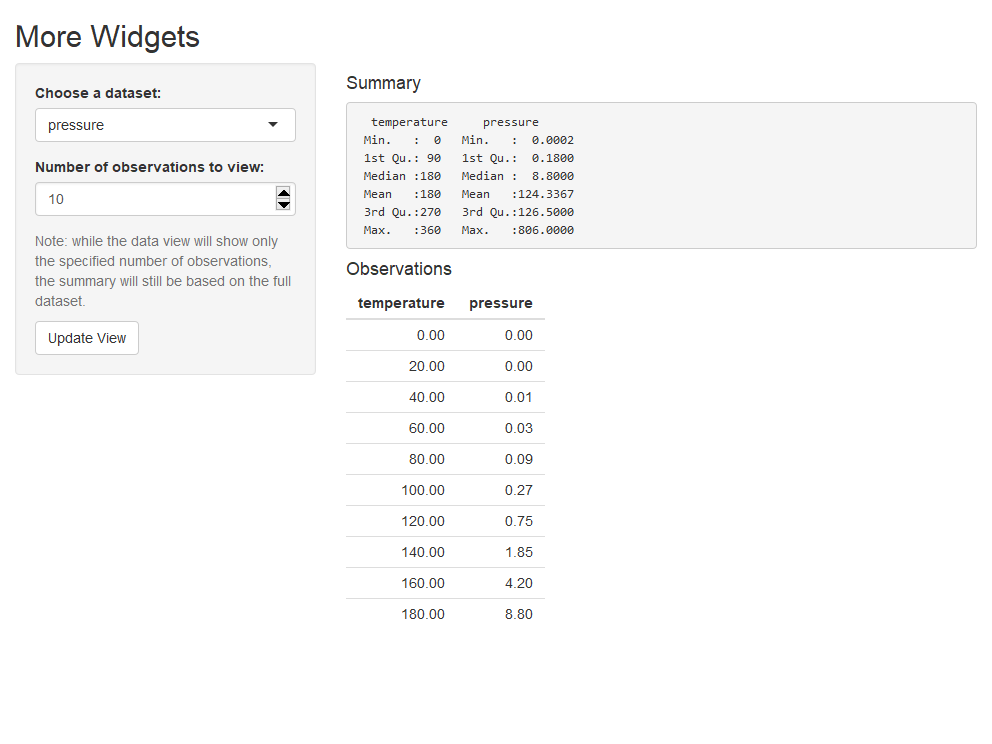 More Widgets
Choose a dataset:
pressure
Number of observations to view:
10
Note: while the data view will show only
the specified number of observations,
the summary will still be based on the full
dataset.
Update View
Summary
temperature     pressure
Min.   :  0   Min.   :  0.0002
1st Qu.: 90   1st Qu.:  0.1800
Median :180   Median :  8.8000
Mean   :180   Mean   :124.3367
3rd Qu.:270   3rd Qu.:126.5000
Max.   :360   Max.   :806.0000
Observations
temperature pressure
0.00 0.00
20.00 0.00
40.00 0.01
60.00 0.03
80.00 0.09
100.00 0.27
120.00 0.75
140.00 1.85
160.00 4.20
180.00 8.80